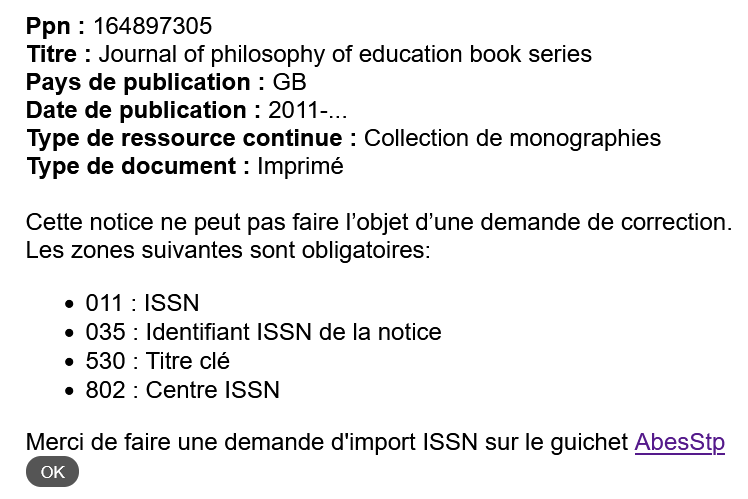 Ppn : 164897305
Titre : Journal of philosophy of education book series
Pays de publication : GB
Date de publication : 2011-...
Type de ressource continue : Collection de monographies
Type de document : Imprimé
Cette notice ne peut pas faire l’objet d’une demande de correction.
Les zones suivantes sont obligatoires:
• 011 : ISSN
• 035 : Identifiant ISSN de la notice
• 530 : Titre clé
• 802 : Centre ISSN
Merci de faire une demande d'import ISSN sur le guichet AbesStp
OK